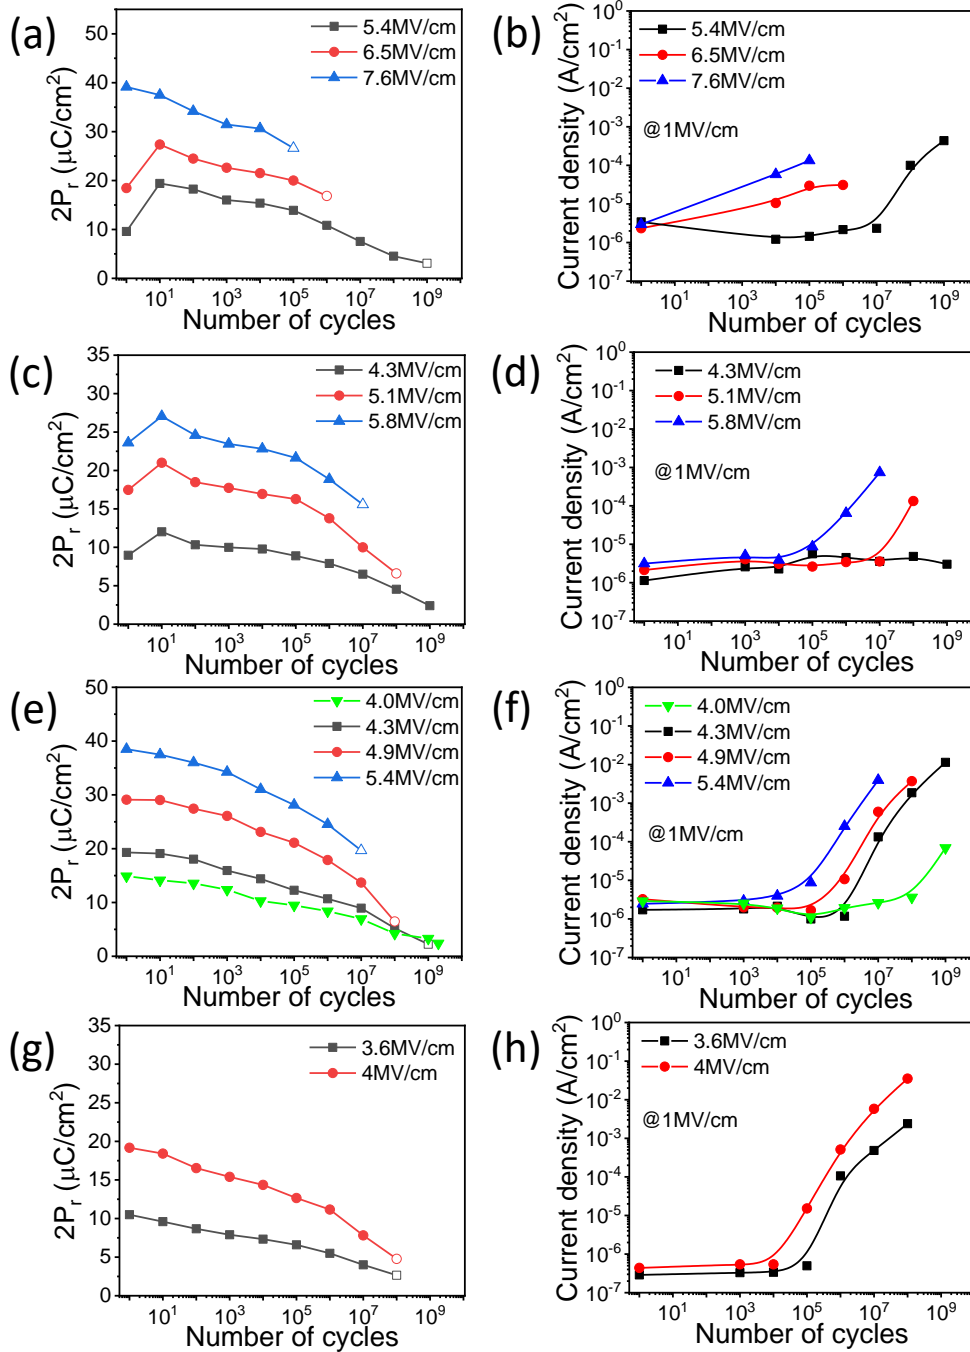 (a)
2Pᵣ (μC/cm²)
50
40
30
20
10
0
5.4MV/cm
6.5MV/cm
7.6MV/cm
10¹ 10³ 10⁵ 10⁷ 10⁹
Number of cycles
(b)
Current density (A/cm²)
10⁰
10⁻¹
10⁻²
10⁻³
10⁻⁴
10⁻⁵
10⁻⁶
10⁻⁷
5.4MV/cm
6.5MV/cm
7.6MV/cm
@1MV/cm
10¹ 10³ 10⁵ 10⁷ 10⁹
Number of cycles
(c)
2Pᵣ (μC/cm²)
35
30
25
20
15
10
5
0
4.3MV/cm
5.1MV/cm
5.8MV/cm
10¹ 10³ 10⁵ 10⁷ 10⁹
Number of cycles
(d)
Current density (A/cm²)
10⁰
10⁻¹
10⁻²
10⁻³
10⁻⁴
10⁻⁵
10⁻⁶
10⁻⁷
4.3MV/cm
5.1MV/cm
5.8MV/cm
@1MV/cm
10¹ 10³ 10⁵ 10⁷ 10⁹
Number of cycles
(e)
2Pᵣ (μC/cm²)
50
40
30
20
10
0
4.0MV/cm
4.3MV/cm
4.9MV/cm
5.4MV/cm
10¹ 10³ 10⁵ 10⁷ 10⁹
Number of cycles
(f)
Current density (A/cm²)
10⁰
10⁻¹
10⁻²
10⁻³
10⁻⁴
10⁻⁵
10⁻⁶
10⁻⁷
4.0MV/cm
4.3MV/cm
4.9MV/cm
5.4MV/cm
@1MV/cm
10¹ 10³ 10⁵ 10⁷ 10⁹
Number of cycles
(g)
2Pᵣ (μC/cm²)
35
30
25
20
15
10
5
0
3.6MV/cm
4MV/cm
10¹ 10³ 10⁵ 10⁷ 10⁹
Number of cycles
(h)
Current density (A/cm²)
10⁰
10⁻¹
10⁻²
10⁻³
10⁻⁴
10⁻⁵
10⁻⁶
10⁻⁷
3.6MV/cm
4MV/cm
@1MV/cm
10¹ 10³ 10⁵ 10⁷ 10⁹
Number of cycles